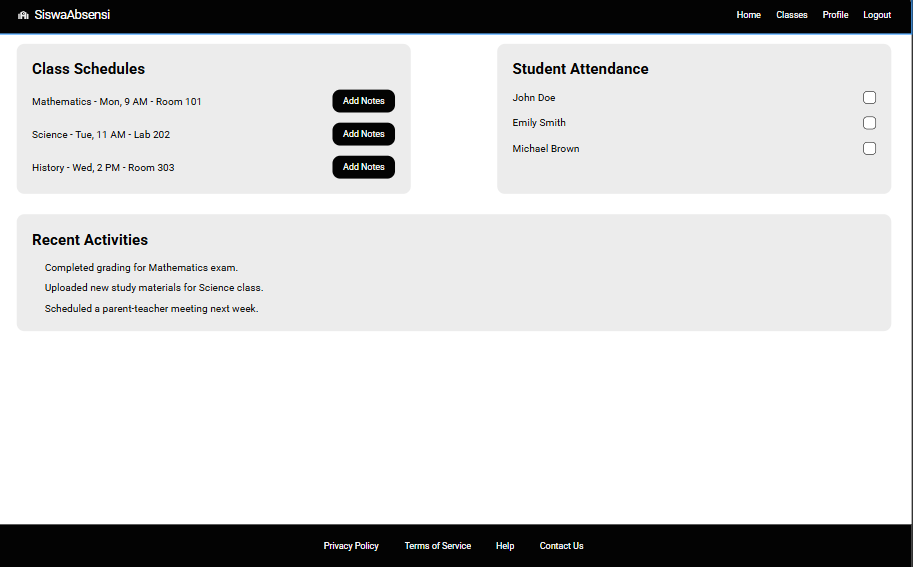 SiswaAbsensi
Home Classes Profile Logout
Class Schedules
Mathematics - Mon, 9 AM - Room 101 Add Notes
Science - Tue, 11 AM - Lab 202 Add Notes
History - Wed, 2 PM - Room 303 Add Notes
Student Attendance
John Doe
Emily Smith
Michael Brown
Recent Activities
Completed grading for Mathematics exam.
Uploaded new study materials for Science class.
Scheduled a parent-teacher meeting next week.
Privacy Policy Terms of Service Help Contact Us